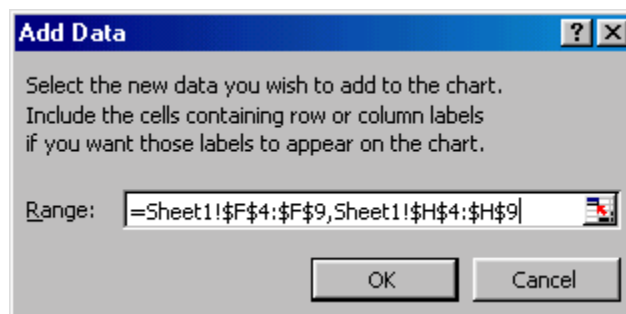 Add Data
Select the new data you wish to add to the chart.
Include the cells containing row or column labels
if you want those labels to appear on the chart.
Range: =Sheet1!$F$4:$F$9,Sheet1!$H$4:$H$9
OK Cancel